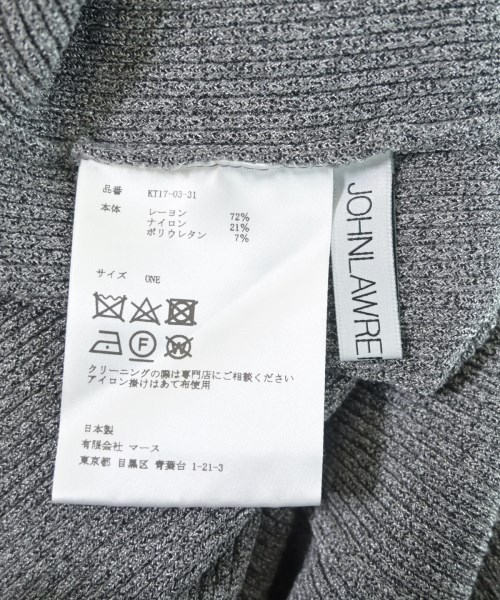 品番 KT17-03-31
本体 レーヨン 72%
ナイロン 21%
ポリウレタン 7%
サイズ ONE
クリーニングの際は専門店にご相談ください
アイロン掛けはあて布使用
日本製
有限会社 マース
東京都 目黒区 青葉台 1-21-3
JOHNLAWRE